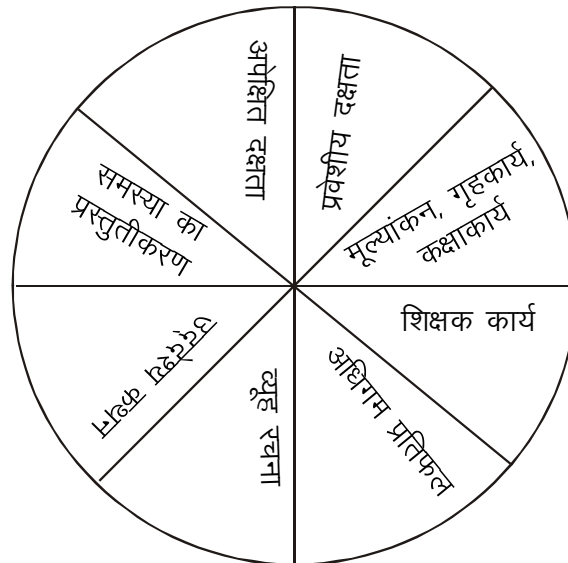 अपेक्षित दक्षता
प्रवेशीय दक्षता
मूल्यांकन, गृहकार्य,
कक्षाकार्य
शिक्षक कार्य
अधिगम प्रतिफल
व्यूह रचना
उद्देश्य कथन
समस्या का
प्रस्तुतीकरण